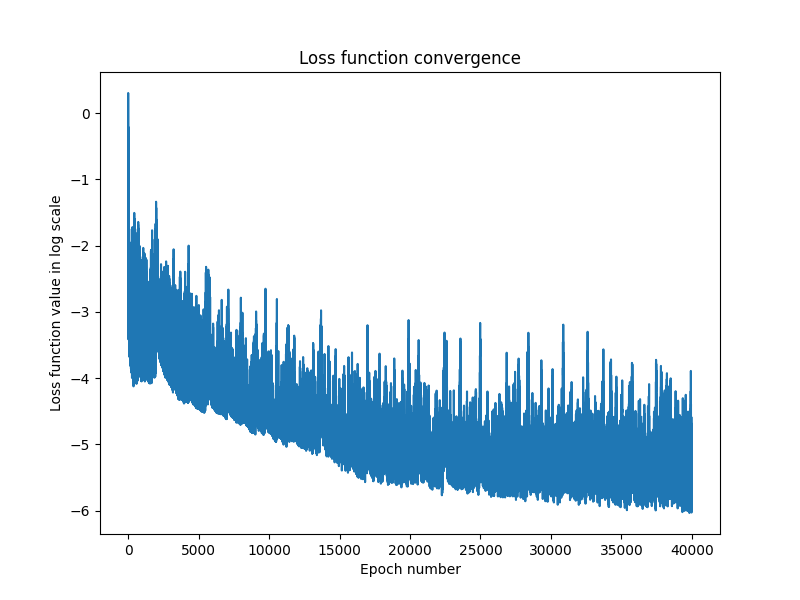 Loss function convergence
Loss function value in log scale
0
−1
−2
−3
−4
−5
−6
0 5000 10000 15000 20000 25000 30000 35000 40000
Epoch number